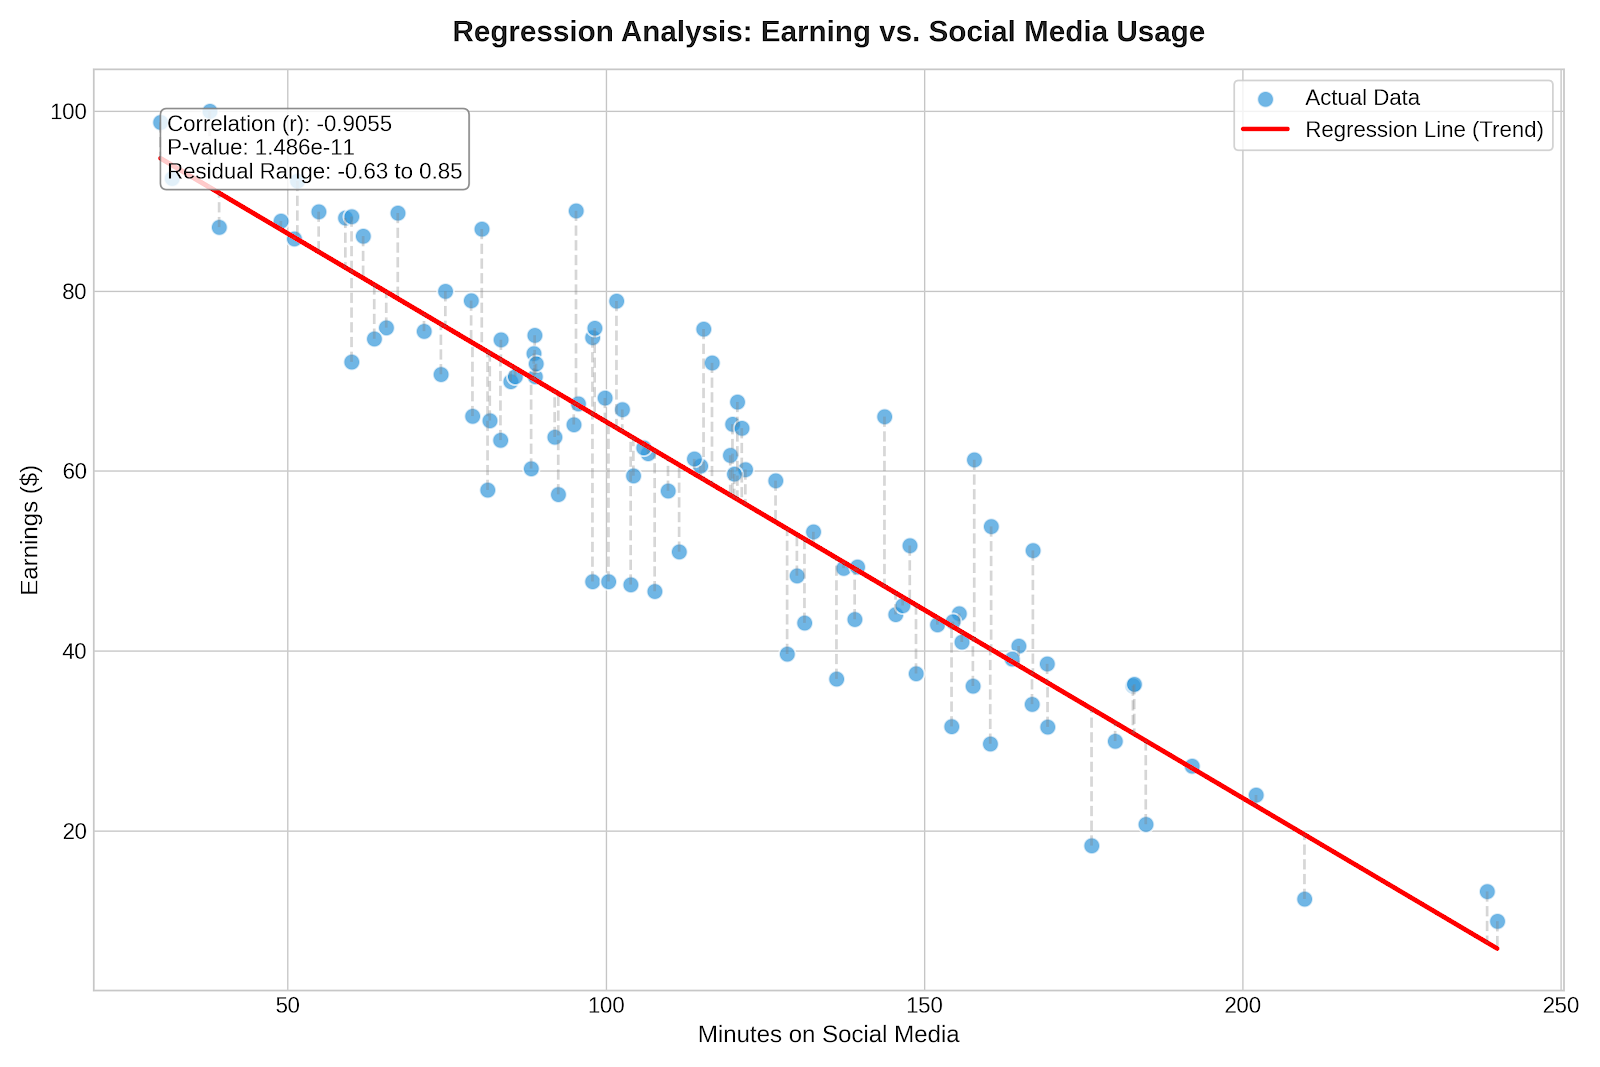 Regression Analysis: Earning vs. Social Media Usage
Correlation (r): -0.9055
P-value: 1.486e-11
Residual Range: -0.63 to 0.85
Actual Data
Regression Line (Trend)
Earnings ($)
100
80
60
40
20
50
100
150
200
250
Minutes on Social Media